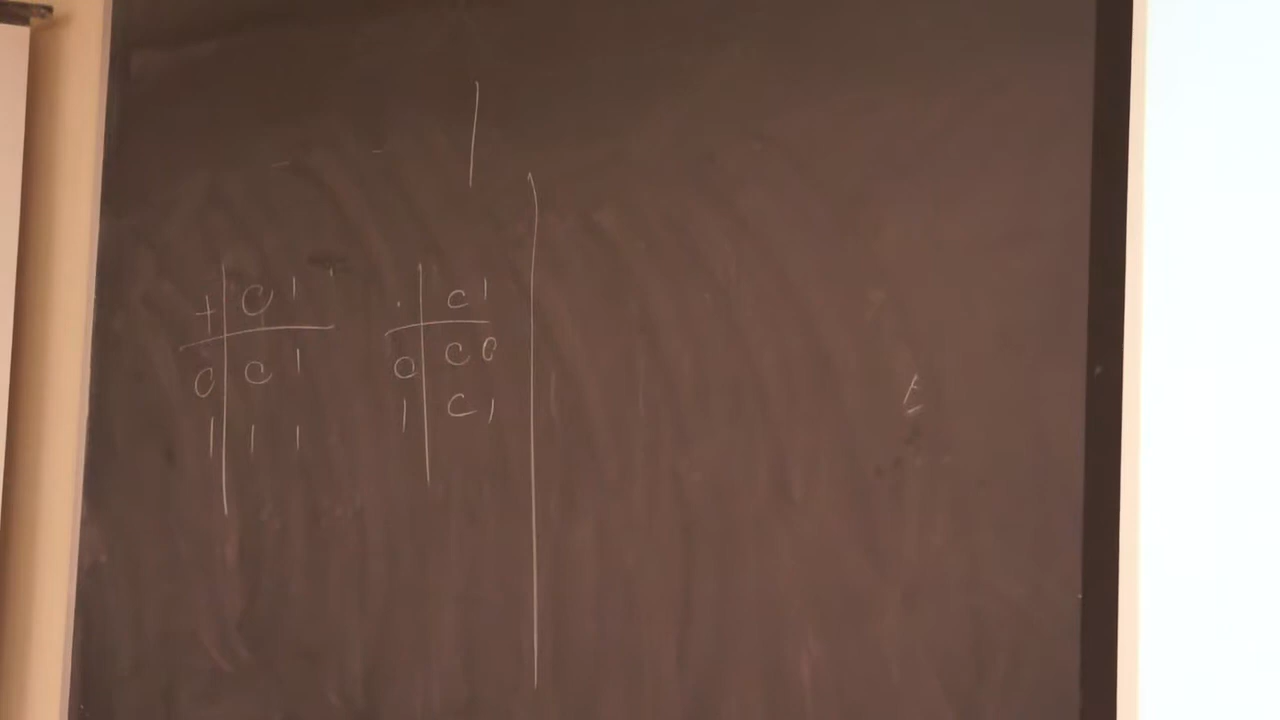 + 0 1
0 0 1
1 1 1
· 0 1
0 0 0
1 0 1